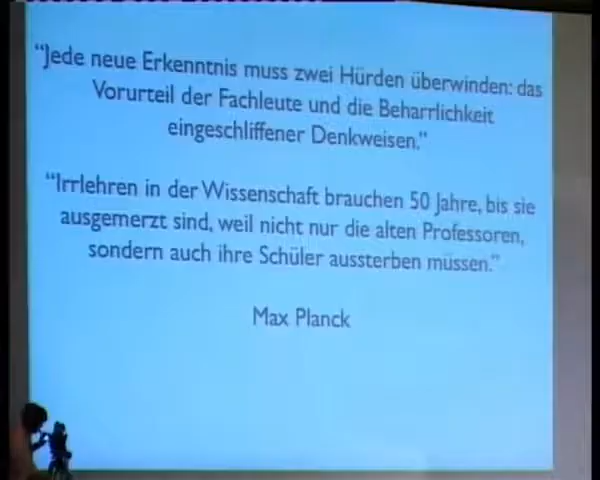 “Jede neue Erkenntnis muss zwei Hürden überwinden: das
Vorurteil der Fachleute und die Beharrlichkeit
eingeschliffener Denkweisen.”
“Irrlehren in der Wissenschaft brauchen 50 Jahre, bis sie
ausgemerzt sind, weil nicht nur die alten Professoren,
sondern auch ihre Schüler aussterben müssen.”
Max Planck